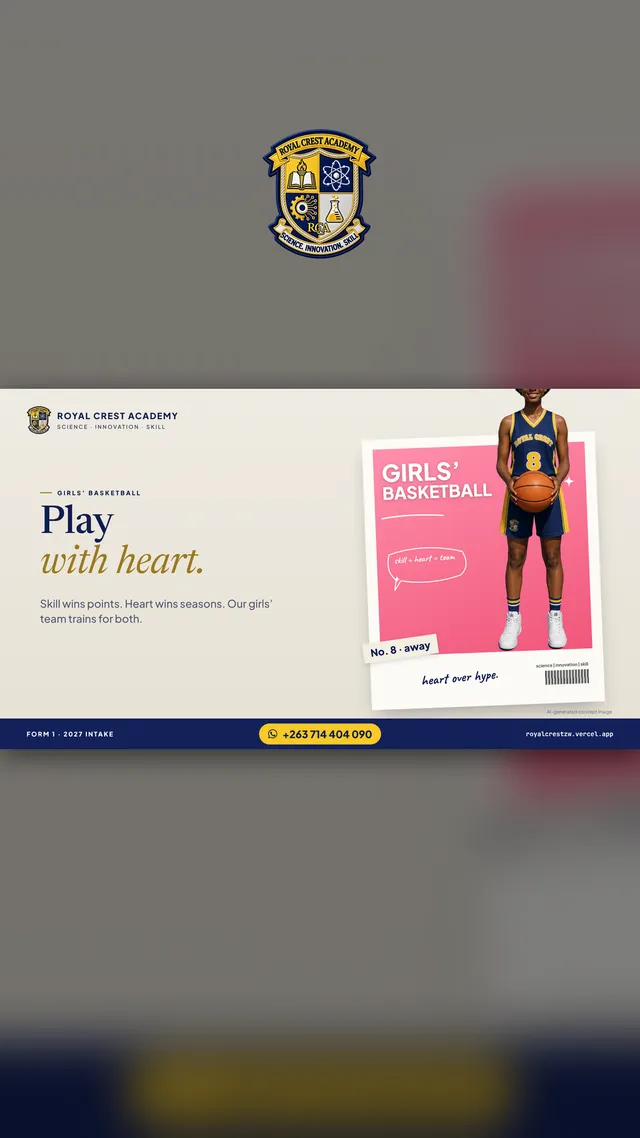 ROYAL CREST ACADEMY
RCA
SCIENCE. INNOVATION. SKILL
ROYAL CREST ACADEMY
SCIENCE · INNOVATION · SKILL
GIRLS' BASKETBALL
Play
with heart.
Skill wins points. Heart wins seasons. Our girls'
team trains for both.
GIRLS'
BASKETBALL
skill + heart = team
ROYAL CREST
8
No. 8 · away
heart over hype.
science | innovation | skill
AI-generated concept image
FORM 1 · 2027 INTAKE
+263 714 404 090
royalcrestzw.vercel.app